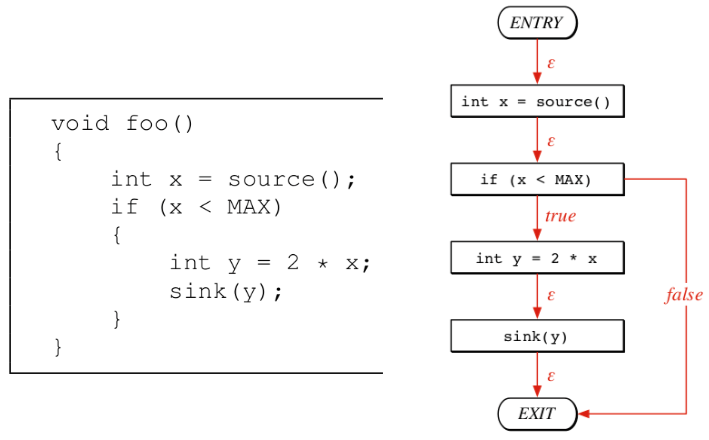 void foo()
{
int x = source();
if (x < MAX)
{
int y = 2 * x;
sink(y);
}
}
ENTRY
ε
int x = source()
ε
if (x < MAX)
true
int y = 2 * x
false
ε
sink(y)
ε
EXIT